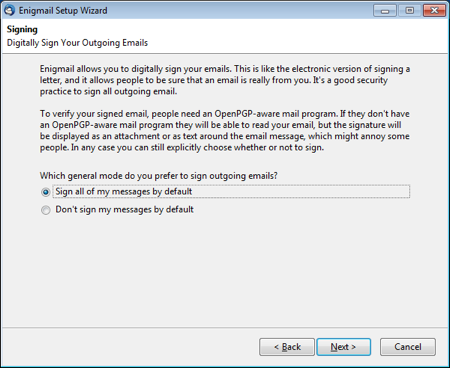 Enigmail Setup Wizard
Signing
Digitally Sign Your Outgoing Emails
Enigmail allows you to digitally sign your emails. This is like the electronic version of signing a
letter, and it allows people to be sure that an email is really from you. It's a good security
practice to sign all outgoing email.
To verify your signed email, people need an OpenPGP-aware mail program. If they don't have
an OpenPGP-aware mail program they will be able to read your email, but the signature will
be displayed as an attachment or as text around the email message, which might annoy some
people. In any case you can still explicitly choose whether or not to sign.
Which general mode do you prefer to sign outgoing emails?
Sign all of my messages by default
Don't sign my messages by default
< Back Next > Cancel